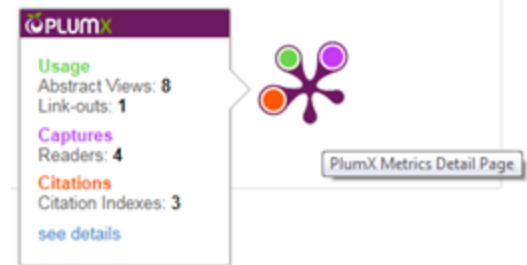 PLUMX
Usage
Abstract Views: 8
Link-outs: 1
Captures
Readers: 4
Citations
Citation Indexes: 3
see details
PlumX Metrics Detail Page